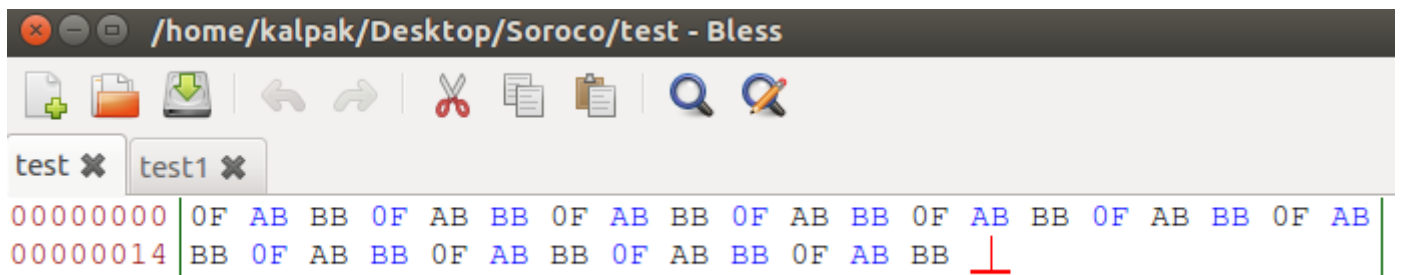 /home/kalpak/Desktop/Soroco/test - Bless
test test1
00000000 0F AB BB 0F AB BB 0F AB BB 0F AB BB 0F AB BB 0F AB BB 0F AB
00000014 BB 0F AB BB 0F AB BB 0F AB BB 0F AB BB